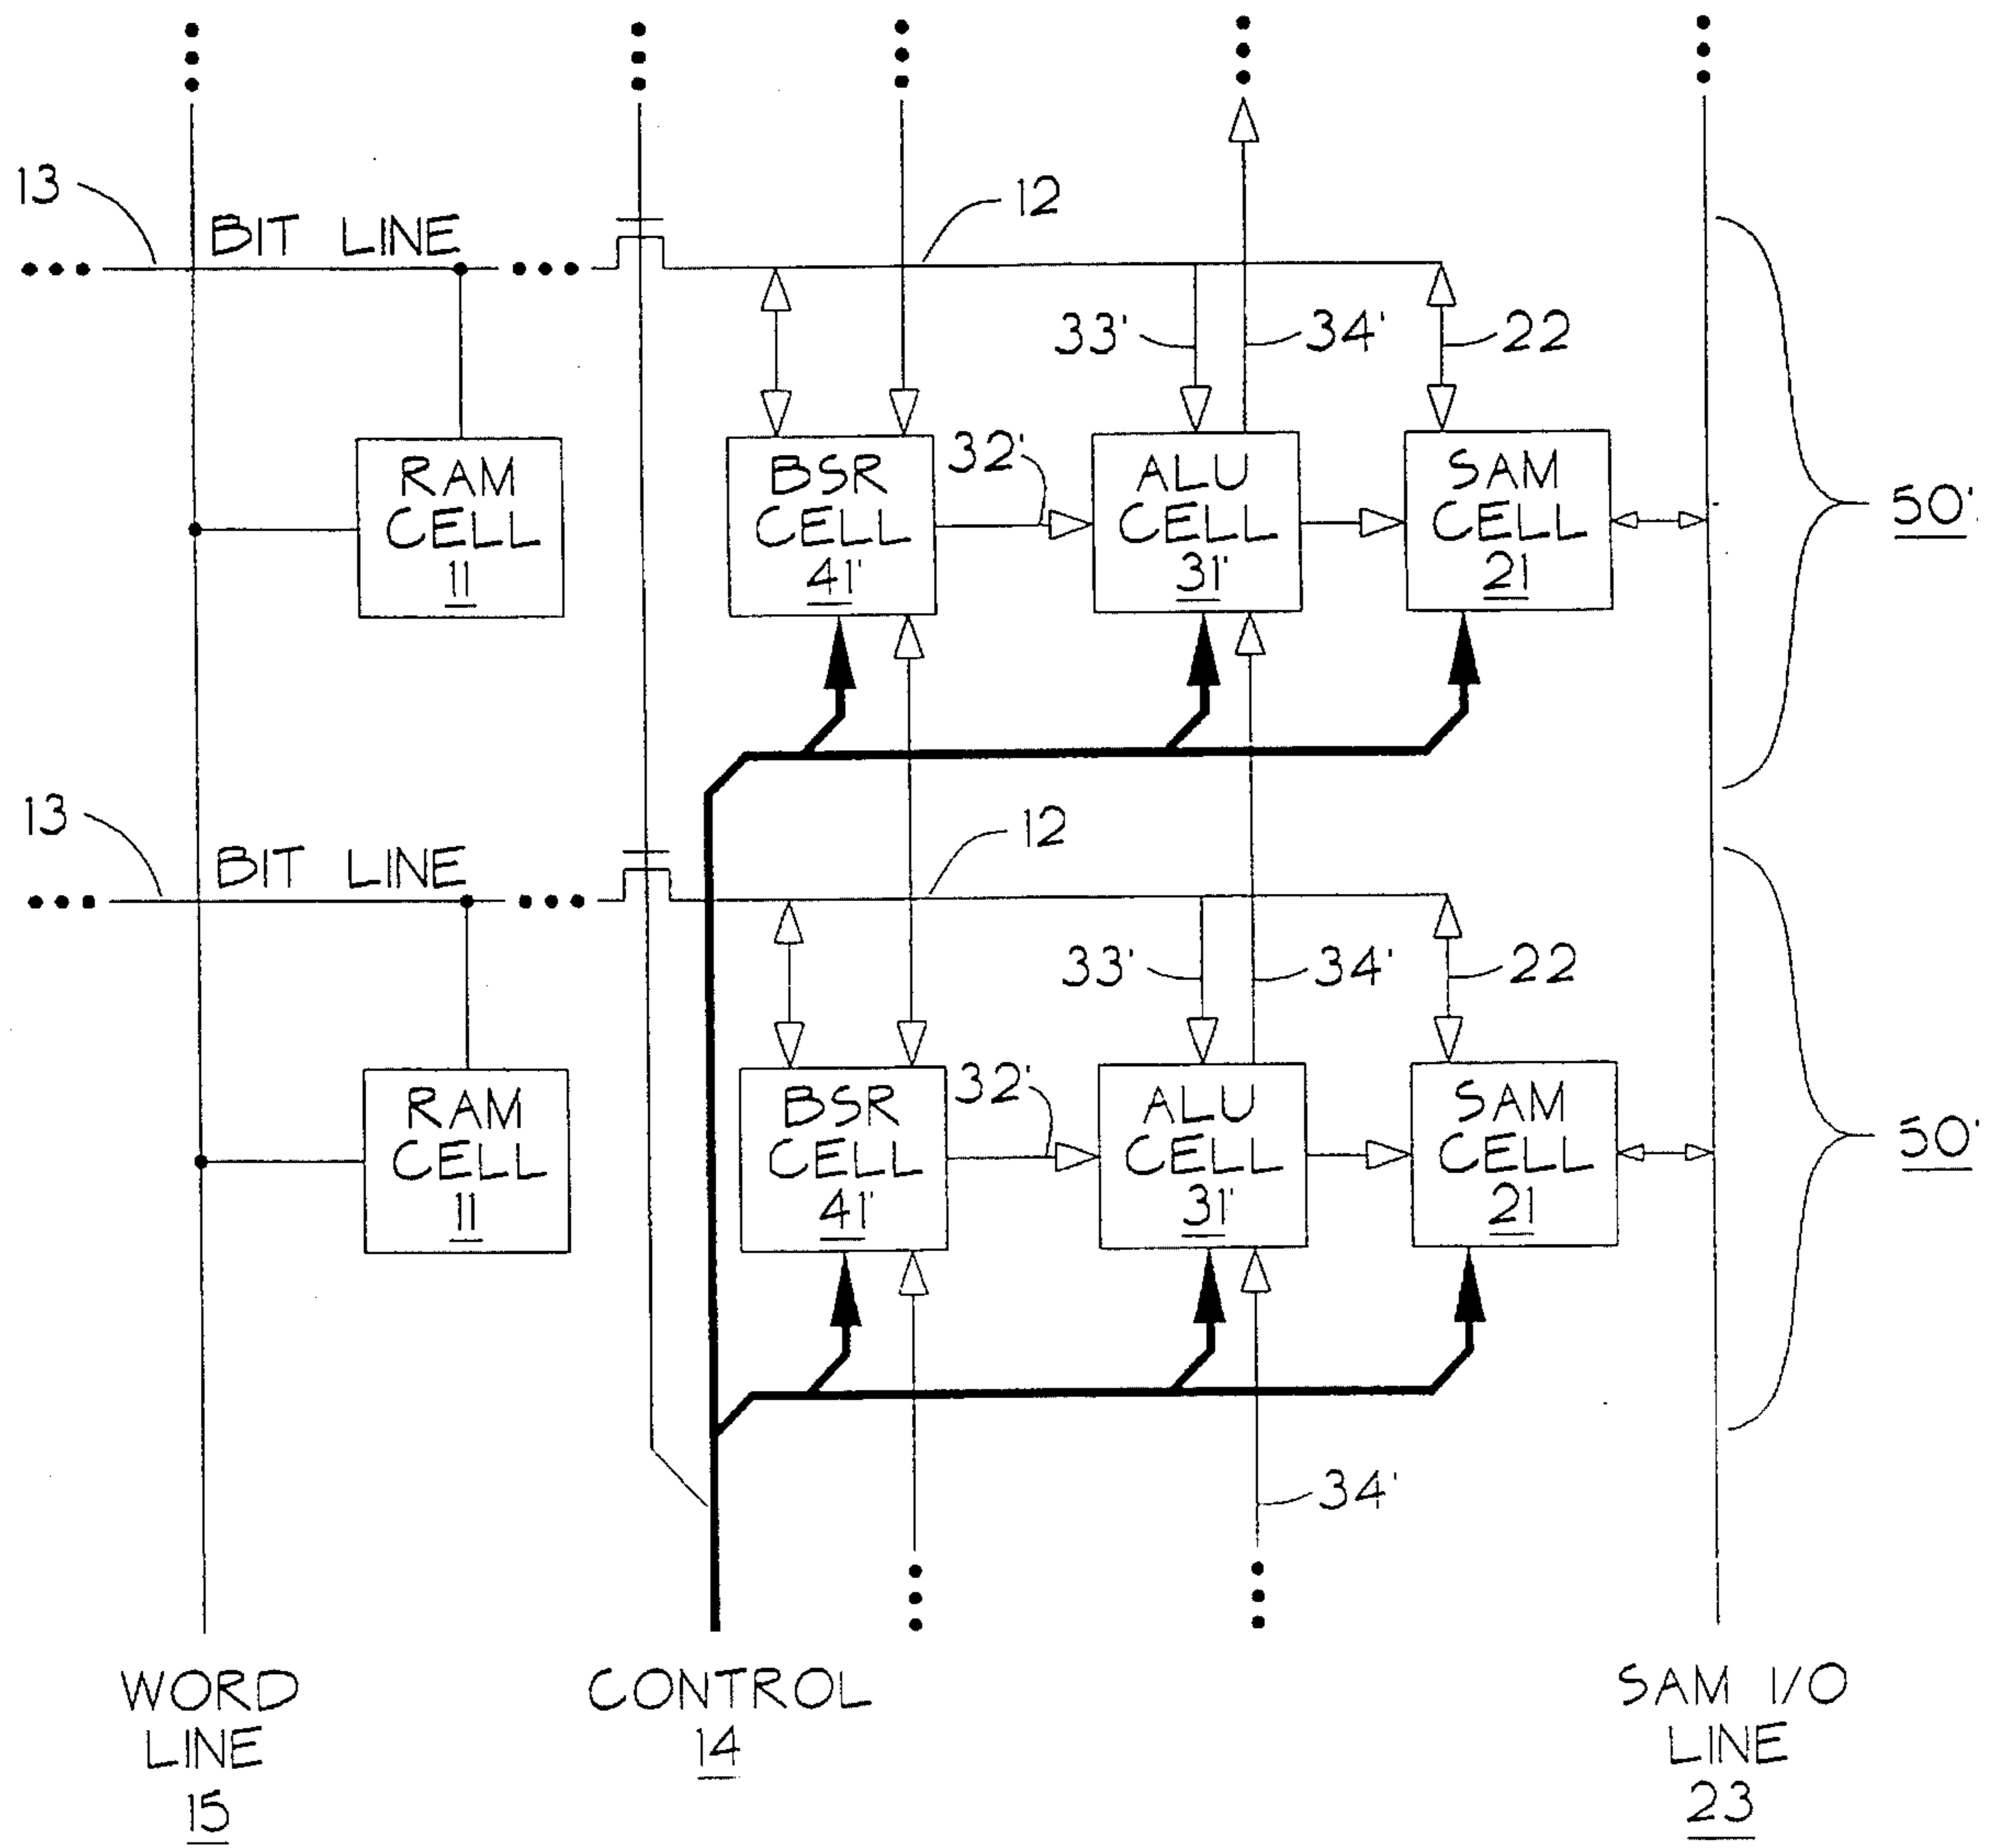 13
BIT LINE
12
33'
34'
22
RAM
CELL
11
BSR
CELL
41'
32'
ALU
CELL
31'
SAM
CELL
21
50'
13
BIT LINE
12
33'
34'
22
RAM
CELL
11
BSR
CELL
41'
32'
ALU
CELL
31'
SAM
CELL
21
50'
34'
WORD
LINE
15
CONTROL
14
SAM I/O
LINE
23